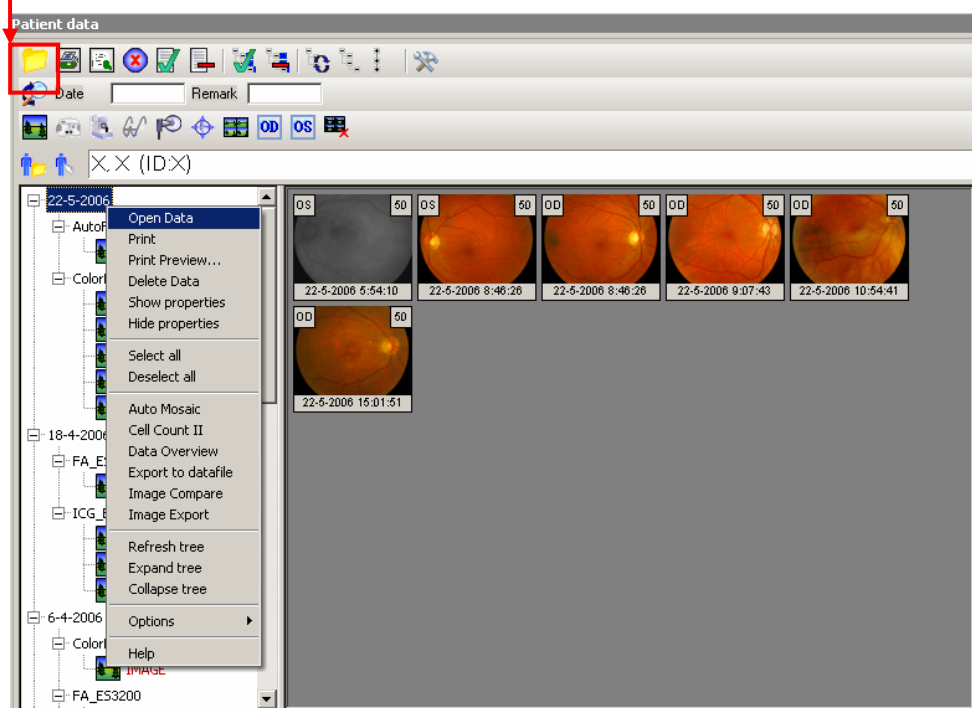 Patient data
Date Remark
OD OS
X, X (ID:X)
22-5-2006
AutoF
Colorf
18-4-2006
FA_ES
ICG_E
6-4-2006
Colorf
IMAGE
FA_ES3200
Open Data
Print
Print Preview...
Delete Data
Show properties
Hide properties
Select all
Deselect all
Auto Mosaic
Cell Count II
Data Overview
Export to datafile
Image Compare
Image Export
Refresh tree
Expand tree
Collapse tree
Options
Help
OS 50 OS 50 OD 50 OD 50 OD 50
22-5-2006 5:54:10 22-5-2006 8:46:26 22-5-2006 8:46:26 22-5-2006 9:07:43 22-5-2006 10:54:41
OD 50
22-5-2006 15:01:51